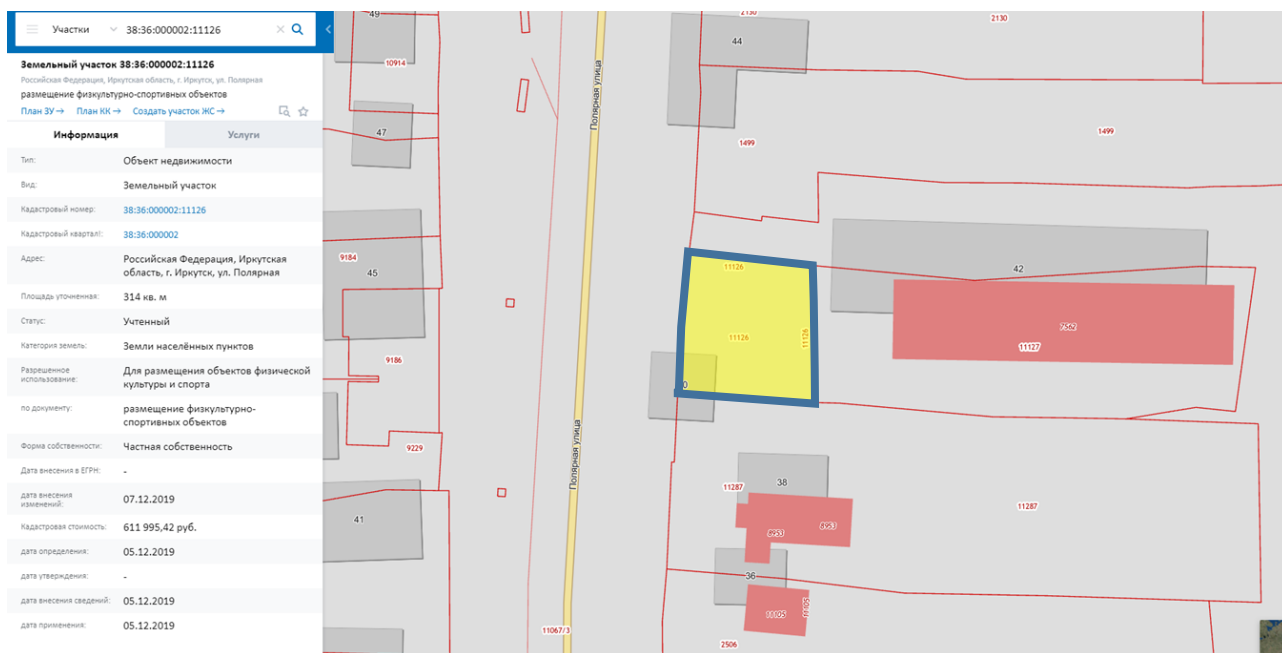 Участки
38:36:000002:11126
Земельный участок 38:36:000002:11126
Российская Федерация, Иркутская область, г. Иркутск, ул. Полярная
размещение физкультурно-спортивных объектов
План ЗУ → План КК → Создать участок ЖС →
Информация
Услуги
Тип:
Объект недвижимости
Вид:
Земельный участок
Кадастровый номер:
38:36:000002:11126
Кадастровый квартал:
38:36:000002
Адрес:
Российская Федерация, Иркутская
область, г. Иркутск, ул. Полярная
Площадь уточненная:
314 кв. м
Статус:
Учтенный
Категория земель:
Земли населённых пунктов
Разрешенное
использование:
Для размещения объектов физической
культуры и спорта
по документу:
размещение физкультурно-
спортивных объектов
Форма собственности:
Частная собственность
Дата внесения в ЕГРН:
-
дата внесения
изменений:
07.12.2019
Кадастровая стоимость:
611 995,42 руб.
дата определения:
05.12.2019
дата утверждения:
-
дата внесения сведений:
05.12.2019
дата применения:
05.12.2019
49
10914
47
9184
45
9186
9229
41
11067/3
Полярная улица
Полярная улица
2130
2130
44
1499
1499
42
7562
11127
11126
11126
11126
0
38
11287
11287
8953
8953
36
11105
11105
2506